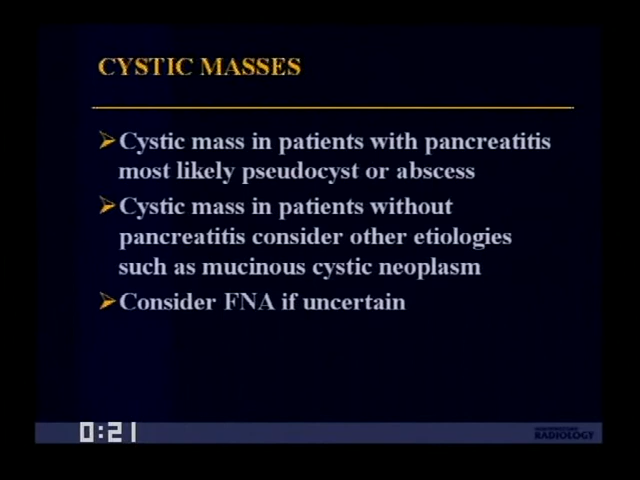 CYSTIC MASSES
➢Cystic mass in patients with pancreatitis
most likely pseudocyst or abscess
➢Cystic mass in patients without
pancreatitis consider other etiologies
such as mucinous cystic neoplasm
➢Consider FNA if uncertain
0:21
RADIOLOGY